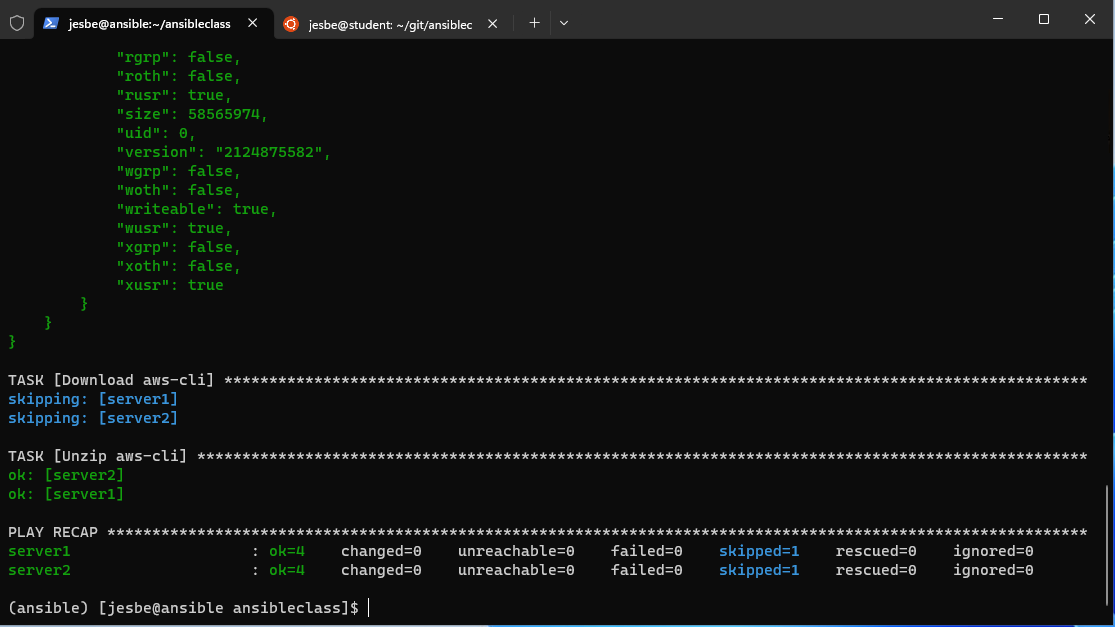 jesbe@ansible:~/ansibleclass
jesbe@student: ~/git/ansiblec
            "rgrp": false,
            "roth": false,
            "rusr": true,
            "size": 58565974,
            "uid": 0,
            "version": "2124875582",
            "wgrp": false,
            "woth": false,
            "writeable": true,
            "wusr": true,
            "xgrp": false,
            "xoth": false,
            "xusr": true
        }
    }
}
TASK [Download aws-cli] ************************************************************************************************
skipping: [server1]
skipping: [server2]
TASK [Unzip aws-cli] ***************************************************************************************************
ok: [server2]
ok: [server1]
PLAY RECAP *************************************************************************************************************
server1                    : ok=4    changed=0    unreachable=0    failed=0    skipped=1    rescued=0    ignored=0
server2                    : ok=4    changed=0    unreachable=0    failed=0    skipped=1    rescued=0    ignored=0
(ansible) [jesbe@ansible ansibleclass]$